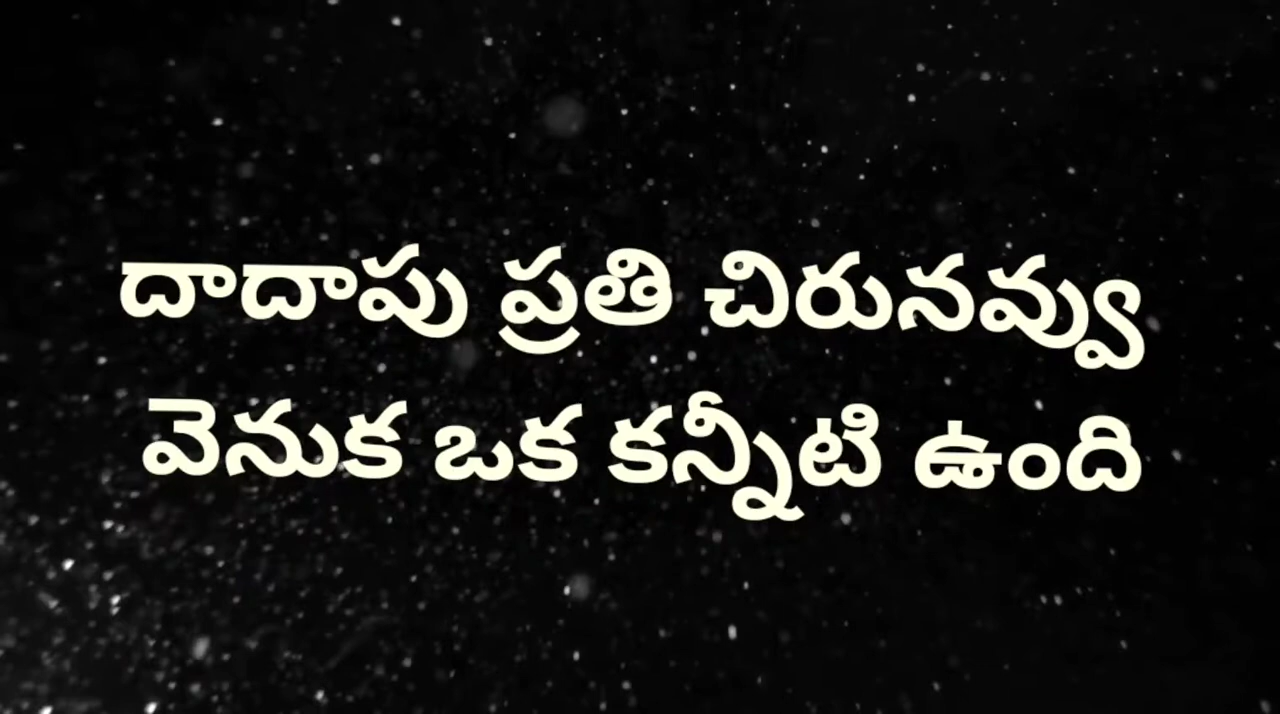 దాదాపు ప్రతి చిరునవ్వు
వెనుక ఒక కన్నీటి ఉంది